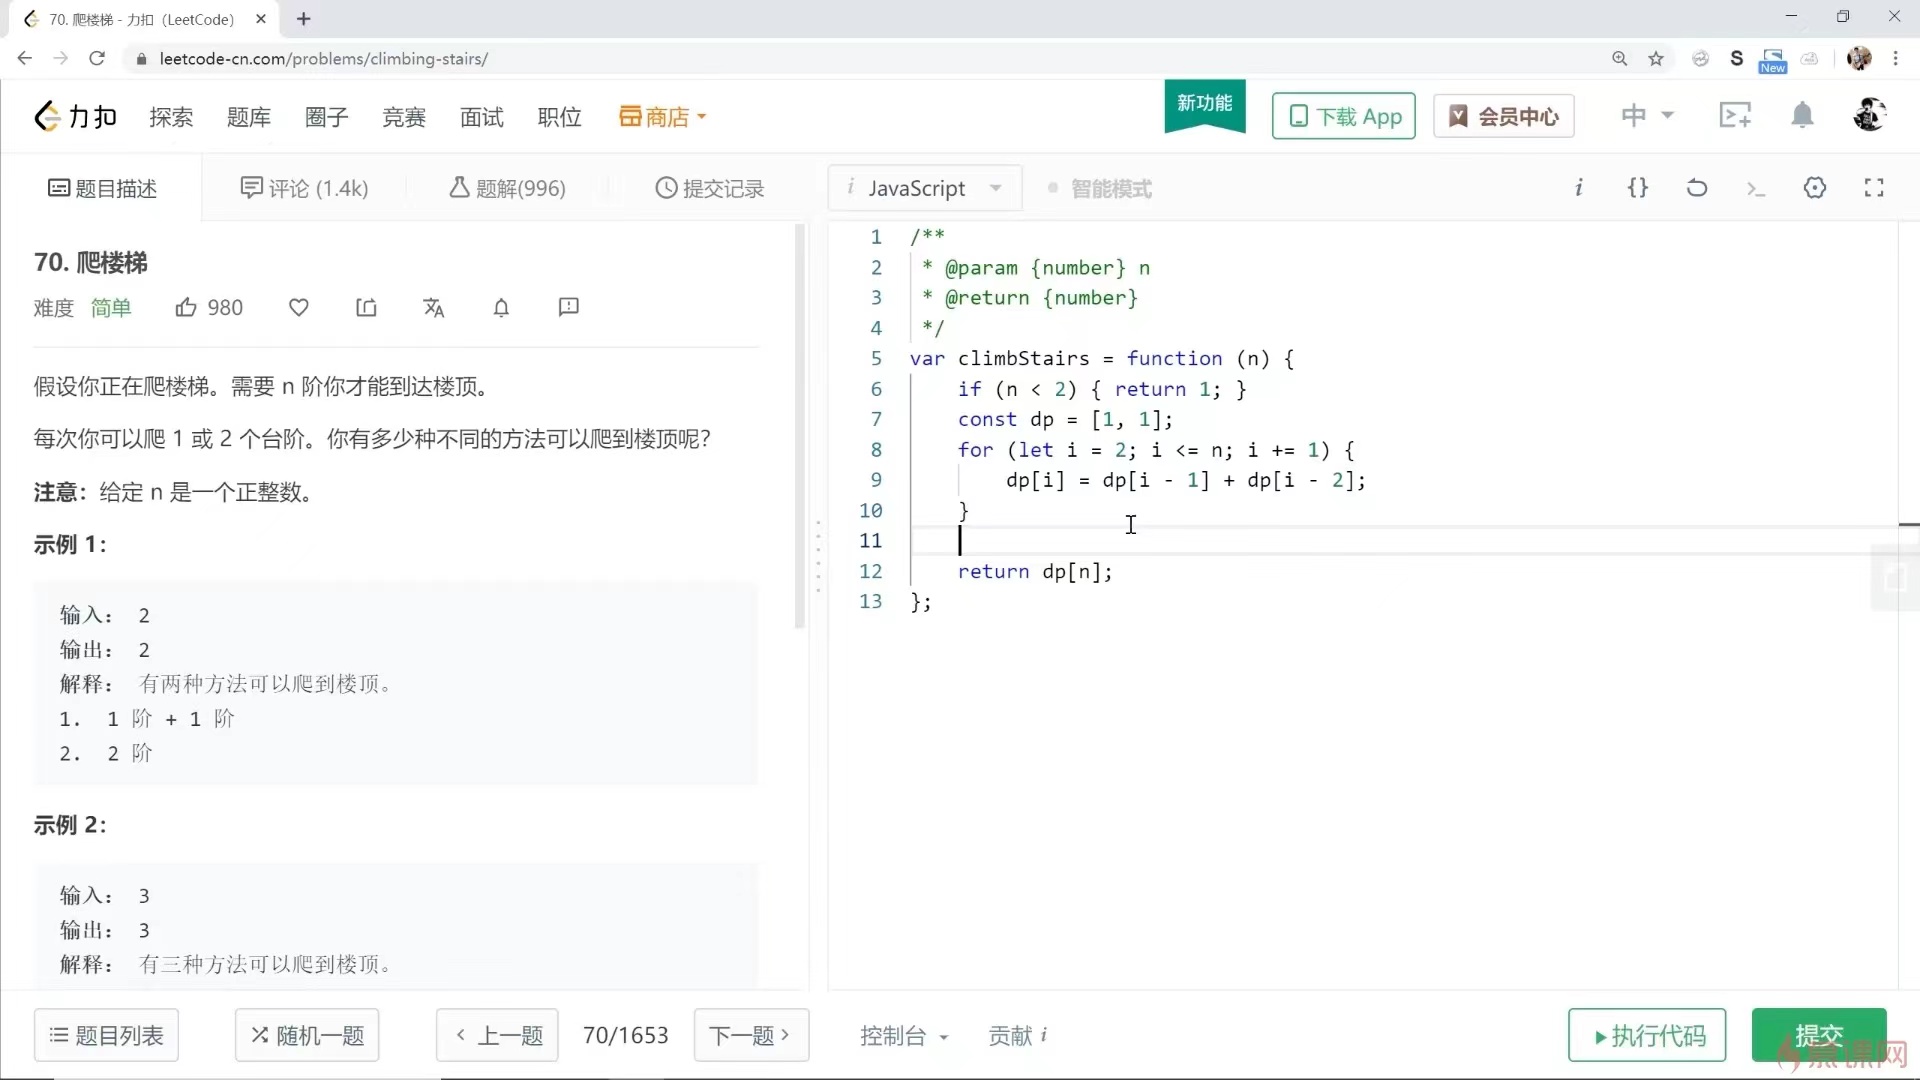 70. 爬楼梯 - 力扣 (LeetCode)
leetcode-cn.com/problems/climbing-stairs/
S
New
力扣 探索 题库 圈子 竞赛 面试 职位 商店 新功能 下载 App 会员中心 中
题目描述 评论 (1.4k) 题解(996) 提交记录
i JavaScript 智能模式
70. 爬楼梯
难度 简单 980
假设你正在爬楼梯。需要 n 阶你才能到达楼顶。
每次你可以爬 1 或 2 个台阶。你有多少种不同的方法可以爬到楼顶呢?
注意：给定 n 是一个正整数。
示例 1：
输入： 2
输出： 2
解释： 有两种方法可以爬到楼顶。
1. 1 阶 + 1 阶
2. 2 阶
示例 2：
输入： 3
输出： 3
解释： 有三种方法可以爬到楼顶。
1 /**
2 * @param {number} n
3 * @return {number}
4 */
5 var climbStairs = function (n) {
6 if (n < 2) { return 1; }
7 const dp = [1, 1];
8 for (let i = 2; i <= n; i += 1) {
9 dp[i] = dp[i - 1] + dp[i - 2];
10 }
11
12 return dp[n];
13 };
题目列表 随机一题 < 上一题 70/1653 下一题 > 控制台 贡献 i 执行代码 提交
慕课网